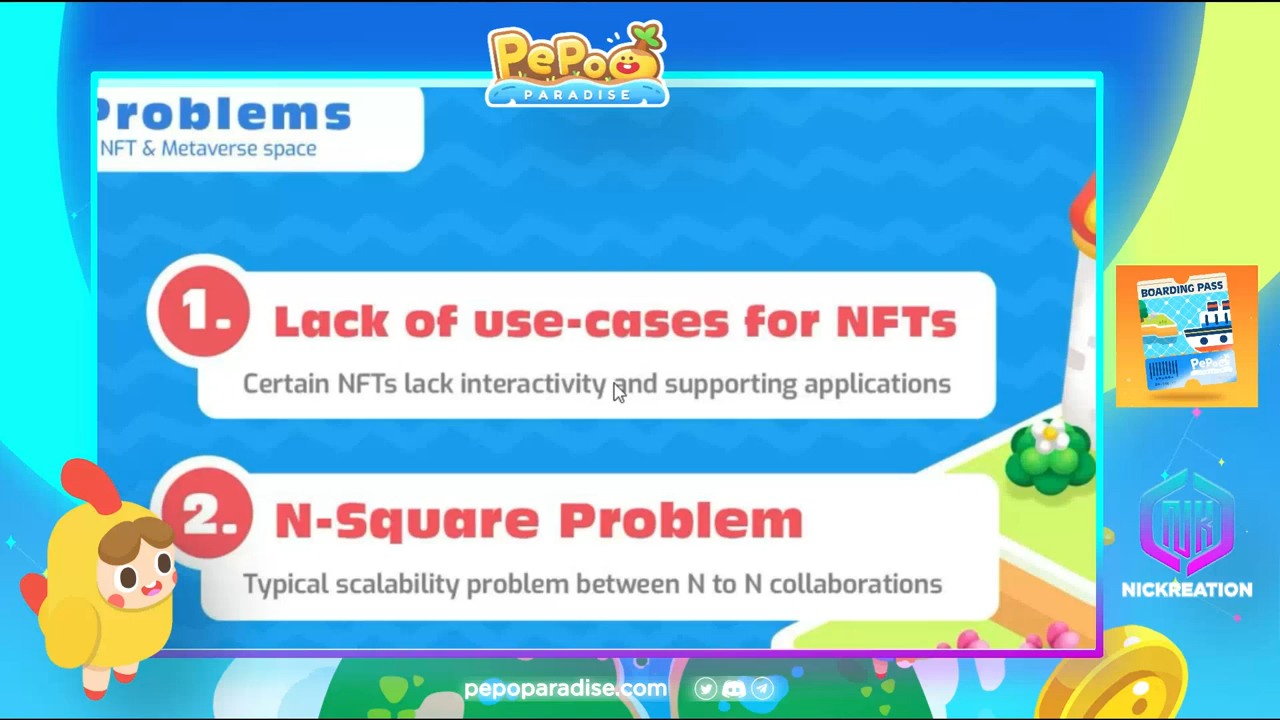 PePoo
PARADISE
Problems
NFT & Metaverse space
1.
Lack of use-cases for NFTs
Certain NFTs lack interactivity and supporting applications
BOARDING PASS
2.
N-Square Problem
Typical scalability problem between N to N collaborations
NICKREATION
pepoparadise.com